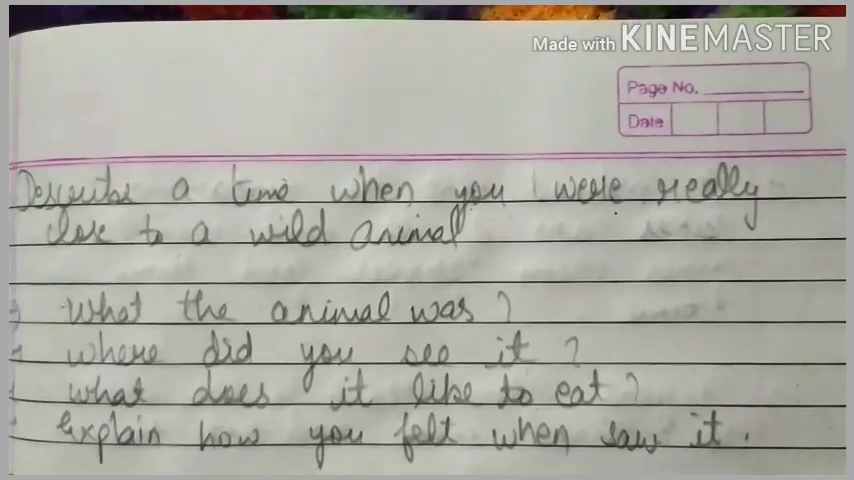 Made with KINEMASTER
Page No.
Date
Describe a time when you were really
close to a wild animal
What the animal was?
where did you see it?
what does it like to eat?
Explain how you felt when saw it.